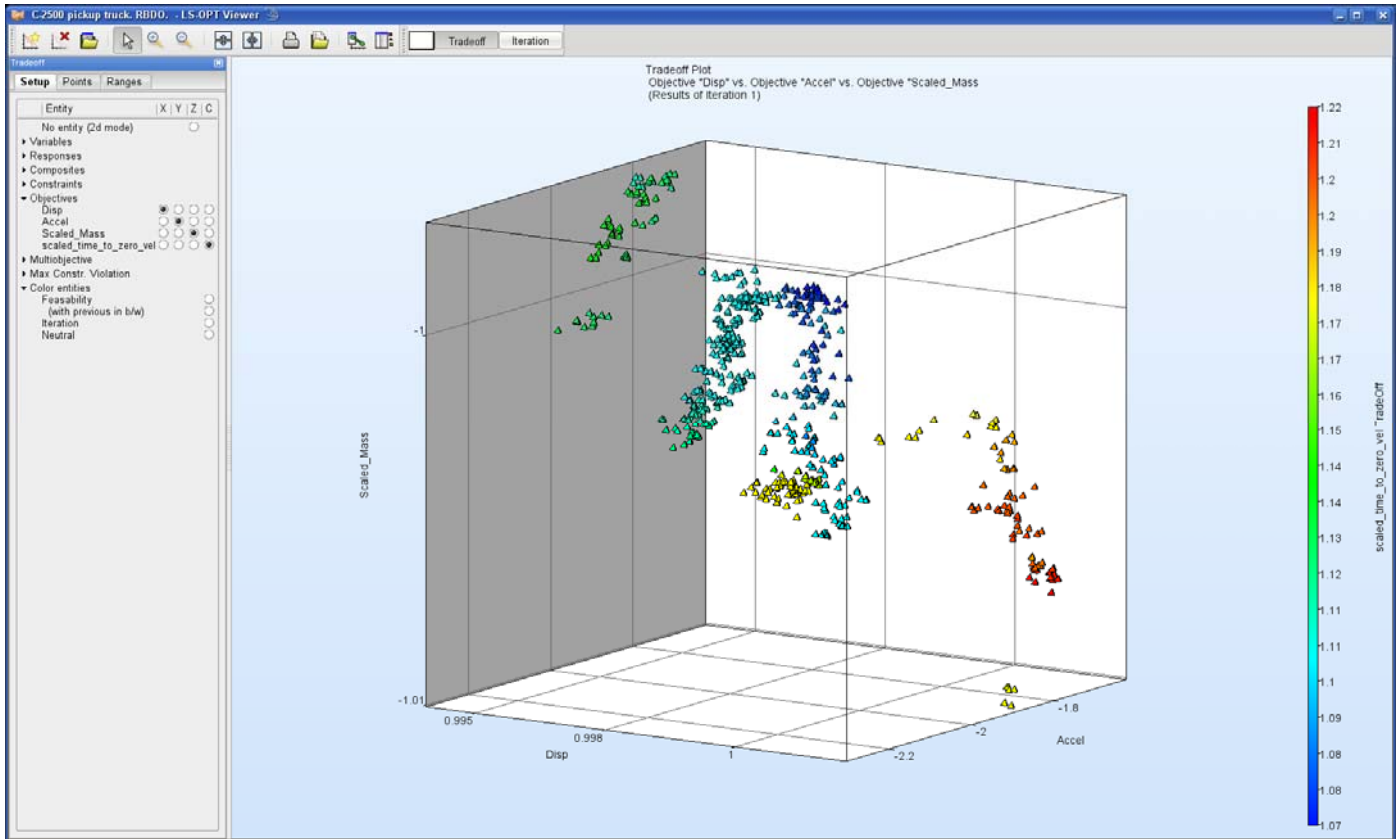 C-2500 pickup truck. RBDO. - LS-OPT Viewer
Tradeoff Iteration
Tradeoff
Setup Points Ranges
Entity X Y Z C
No entity (2d mode)
Variables
Responses
Composites
Constraints
Objectives
Disp
Accel
Scaled_Mass
scaled_time_to_zero_vel
Multiobjective
Max Constr. Violation
Color entities
Feasability
(with previous in b/w)
Iteration
Neutral
Tradeoff Plot
Objective "Disp" vs. Objective "Accel" vs. Objective "Scaled_Mass
(Results of Iteration 1)
-1
-1.01
Scaled_Mass
0.995
0.998
1
Disp
-2.2
-2
-1.8
Accel
1.22
1.21
1.2
1.2
1.19
1.18
1.17
1.17
1.16
1.15
1.14
1.14
1.13
1.12
1.11
1.11
1.1
1.09
1.08
1.08
1.07
scaled_time_to_zero_vel TradeOff